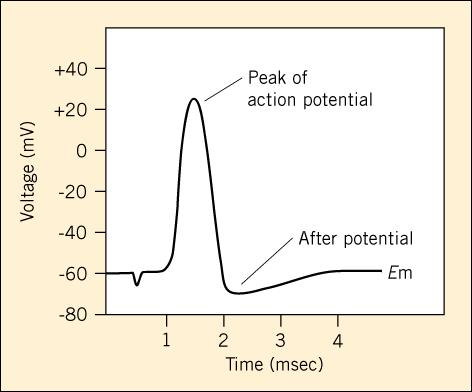 +40
+20
0
-20
-40
-60
-80
Voltage (mV)
Peak of
action potential
After potential
Em
1 2 3 4
Time (msec)